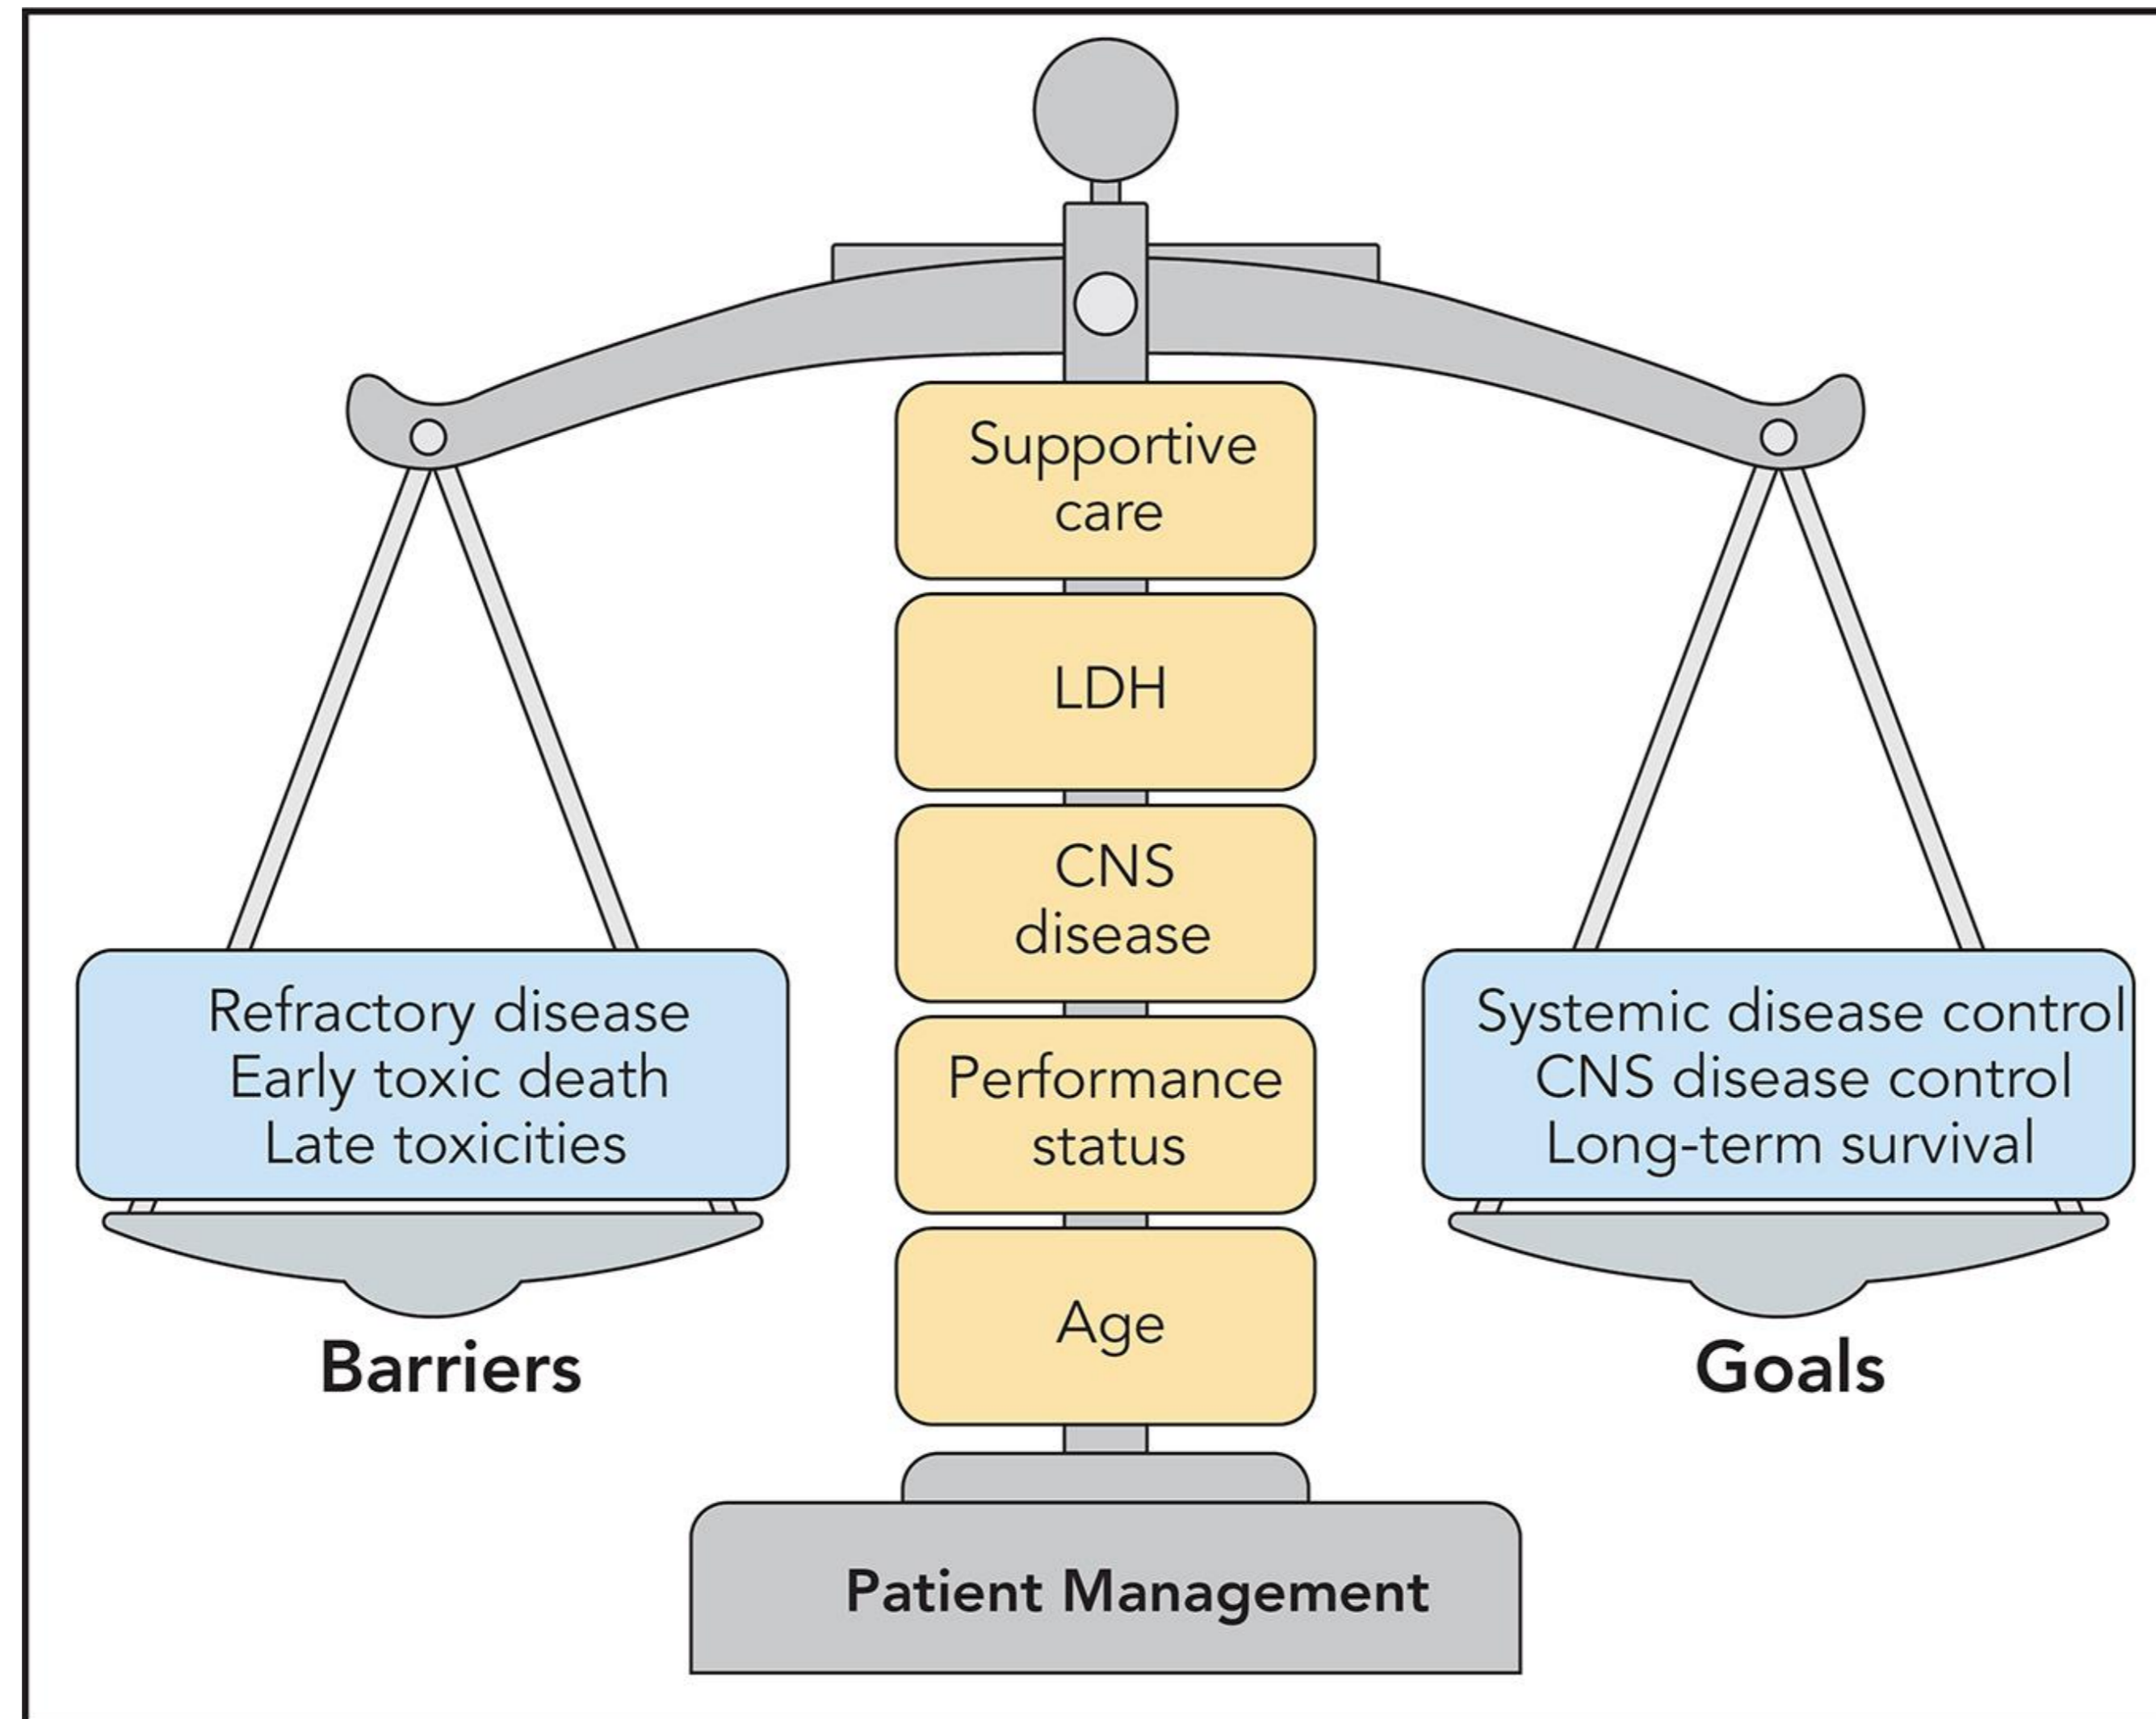 Supportive
care
LDH
CNS
disease
Performance
status
Age
Refractory disease
Early toxic death
Late toxicities
Barriers
Systemic disease control
CNS disease control
Long-term survival
Goals
Patient Management